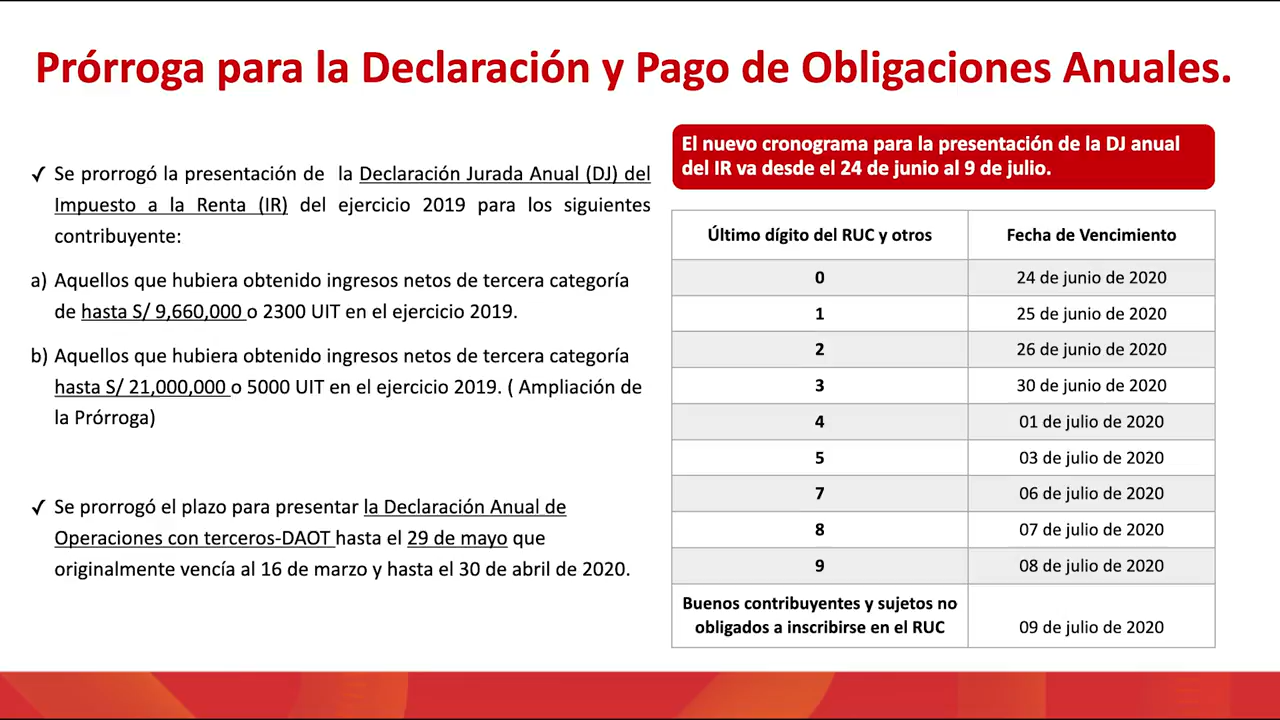 Prórroga para la Declaración y Pago de Obligaciones Anuales.
✓ Se prorrogó la presentación de la Declaración Jurada Anual (DJ) del
Impuesto a la Renta (IR) del ejercicio 2019 para los siguientes
contribuyente:
a) Aquellos que hubiera obtenido ingresos netos de tercera categoría
de hasta S/ 9,660,000 o 2300 UIT en el ejercicio 2019.
b) Aquellos que hubiera obtenido ingresos netos de tercera categoría
hasta S/ 21,000,000 o 5000 UIT en el ejercicio 2019. ( Ampliación de
la Prórroga)
✓ Se prorrogó el plazo para presentar la Declaración Anual de
Operaciones con terceros-DAOT hasta el 29 de mayo que
originalmente vencía al 16 de marzo y hasta el 30 de abril de 2020.
El nuevo cronograma para la presentación de la DJ anual
del IR va desde el 24 de junio al 9 de julio.
Último dígito del RUC y otros Fecha de Vencimiento
0 24 de junio de 2020
1 25 de junio de 2020
2 26 de junio de 2020
3 30 de junio de 2020
4 01 de julio de 2020
5 03 de julio de 2020
7 06 de julio de 2020
8 07 de julio de 2020
9 08 de julio de 2020
Buenos contribuyentes y sujetos no
obligados a inscribirse en el RUC 09 de julio de 2020